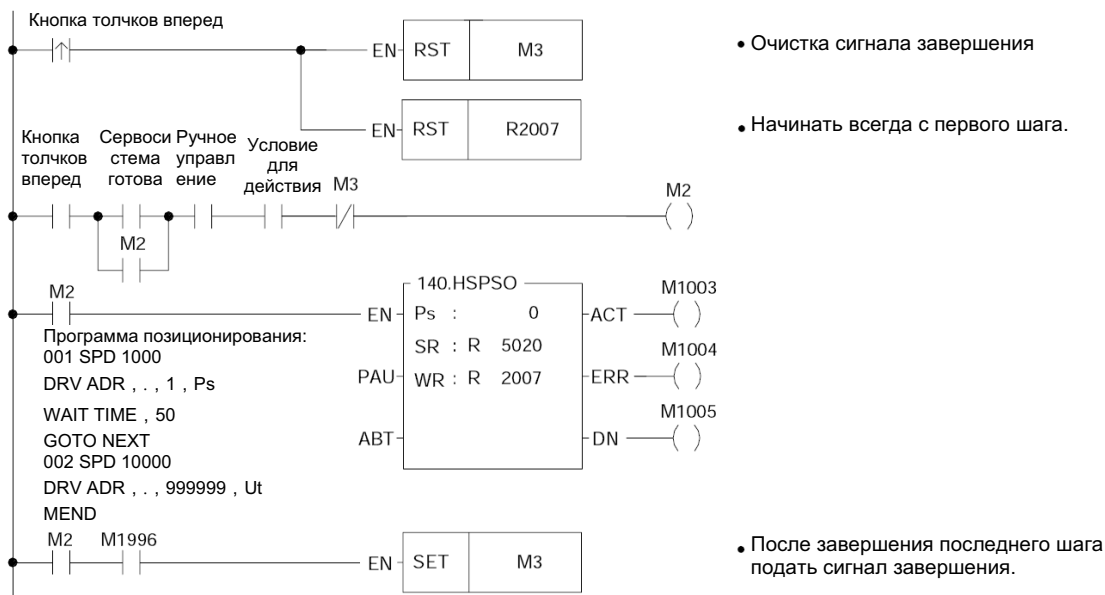 Кнопка толчков вперед
EN RST M3
• Очистка сигнала завершения
EN RST R2007
• Начинать всегда с первого шага.
Кнопка
толчков
вперед
Сервоси
стема
готова
Ручное
управл
ение
Условие
для
действия
M3
M2
M2
M2
140.HSPSO
M1003
EN Ps : 0 ACT
SR : R 5020
M1004
PAU WR : R 2007 ERR
M1005
ABT DN
Программа позиционирования:
001 SPD 1000
DRV ADR , . , 1 , Ps
WAIT TIME , 50
GOTO NEXT
002 SPD 10000
DRV ADR , . , 999999 , Ut
MEND
M2 M1996
EN SET M3
• После завершения последнего шага
подать сигнал завершения.